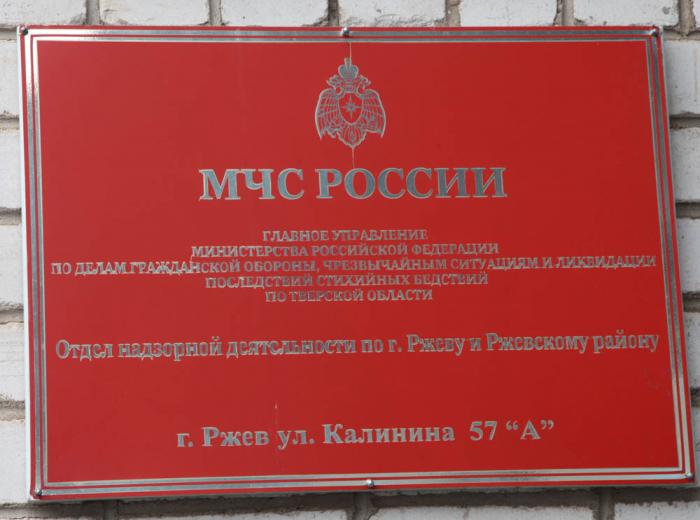 МЧС РОССИИ
ГЛАВНОЕ УПРАВЛЕНИЕ
МИНИСТЕРСТВА РОССИЙСКОЙ ФЕДЕРАЦИИ
ПО ДЕЛАМ ГРАЖДАНСКОЙ ОБОРОНЫ, ЧРЕЗВЫЧАЙНЫМ СИТУАЦИЯМ И ЛИКВИДАЦИИ
ПОСЛЕДСТВИЙ СТИХИЙНЫХ БЕДСТВИЙ
ПО ТВЕРСКОЙ ОБЛАСТИ
Отдел надзорной деятельности по г. Ржеву и Ржевскому району
г. Ржев ул. Калинина 57 “А”